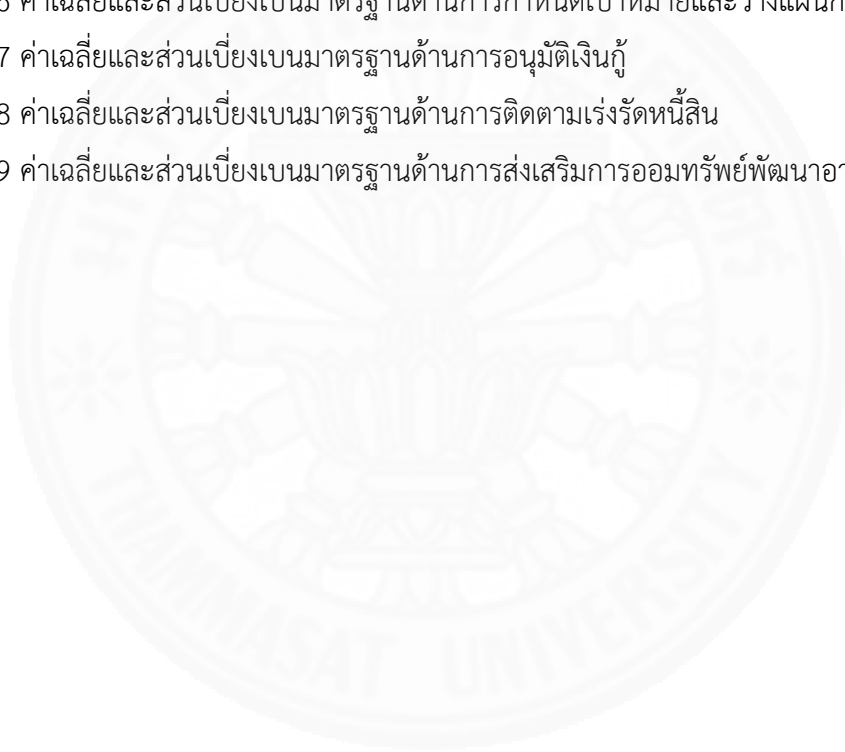 ค่าเฉลี่ยและส่วนเบี่ยงเบนมาตรฐานด้านการกำหนดเป้าหมายและวางแผน
7 ค่าเฉลี่ยและส่วนเบี่ยงเบนมาตรฐานด้านการอนุมัติเงินกู้
8 ค่าเฉลี่ยและส่วนเบี่ยงเบนมาตรฐานด้านการติดตามเร่งรัดหนี้สิน
9 ค่าเฉลี่ยและส่วนเบี่ยงเบนมาตรฐานด้านการส่งเสริมการออมทรัพย์พัฒนาอา
THAMMASAT UNIVERSITY